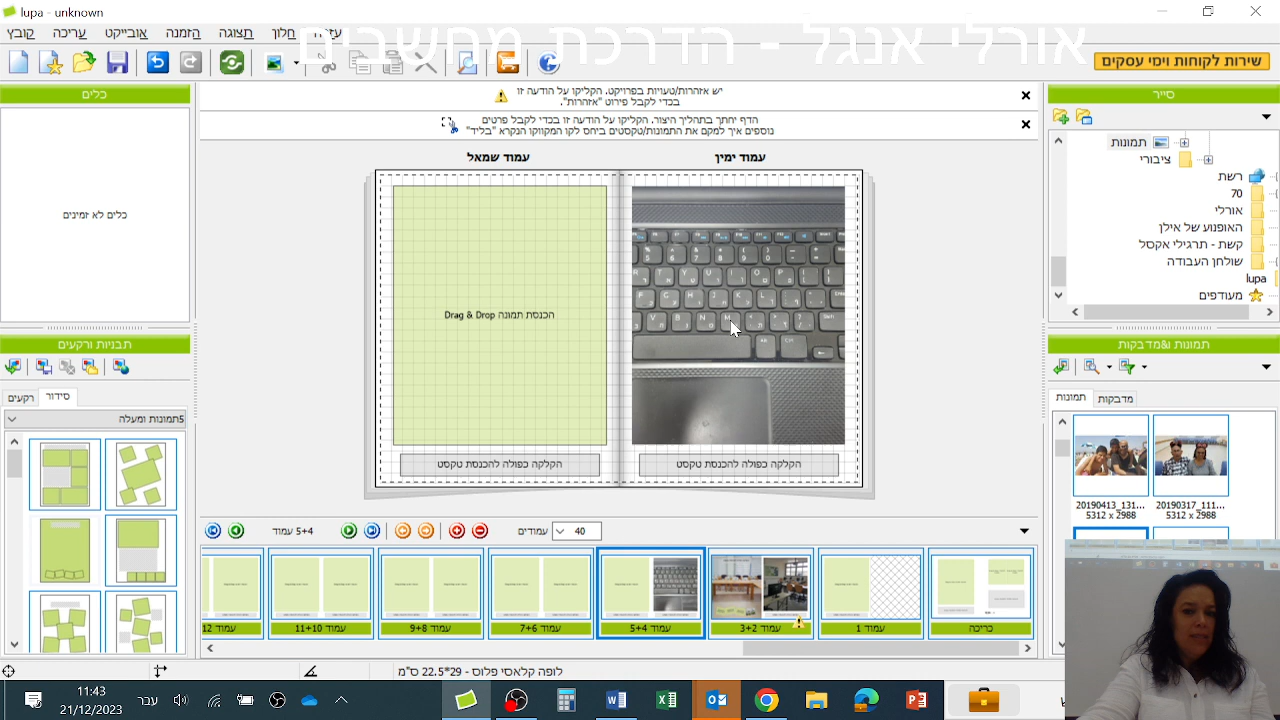 lupa - unknown
קובץ עריכה אובייקט הזמנה תצוגה חלון
אורלי אנגל - הדרכת מחשבים
שירות לקוחות וימי עסקים
סייר
תמונות
ציבורי
רשת
70
אורלי
האופנוע של אילן
קשת - תרגילי אקסל
שולחן העבודה
lupa
מעודפים
תמונות &ומדבקות
תמונות
מדבקות
20190413_131...
5312 x 2988
20190317_111...
5312 x 2988
יש אזהרות/טעויות בפרויקט. הקליקו על הודעה זו
בכדי לקבל פירוט "אזהרות".
הדף יחתך בתהליך היצור. הקליקו על הודעה זו בכדי לקבל פרטים
נוספים איך למקם את התמונות/טקסטים ביחס לקו המקווקו הנקרא "בליד"
עמוד ימין
עמוד שמאל
הכנסת תמונה Drag & Drop
הקלקה כפולה להכנסת טקסט
הקלקה כפולה להכנסת טקסט
עמוד 5+4
עמודים
40
כריכה
עמוד 1
עמוד 3+2
עמוד 5+4
עמוד 7+6
עמוד 9+8
עמוד 11+10
עמוד 12
כלים
כלים לא זמינים
תבניות ורקעים
סידור
רקעים
5תמונות ומעלה
לופה קלאסי פלוס - 29*22.5 ס"מ
11:43
21/12/2023